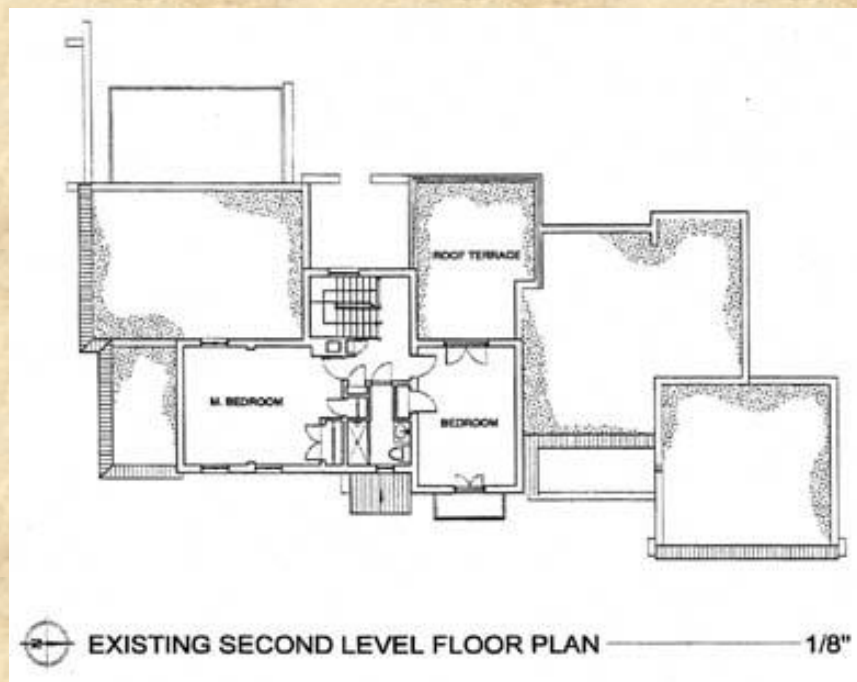 ROOF TERRACE
M. BEDROOM
BEDROOM
EXISTING SECOND LEVEL FLOOR PLAN
1/8"